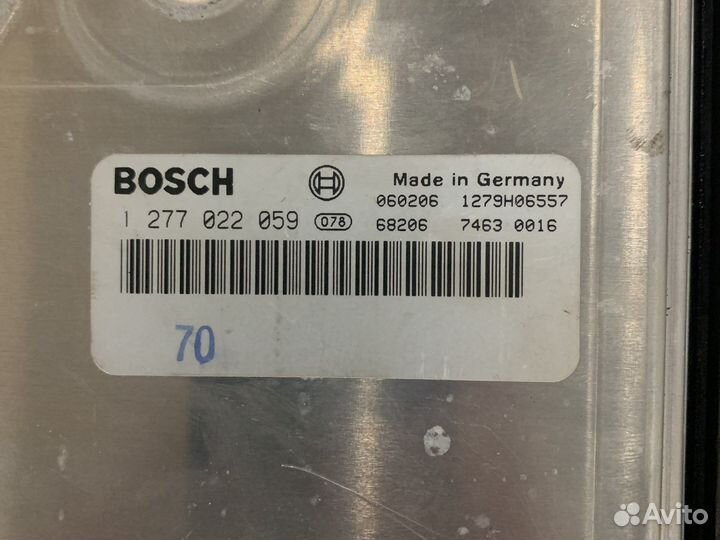 BOSCH
Made in Germany
060206 1279H06557
1 277 022 059 078
68206 7463 0016
70
Avito